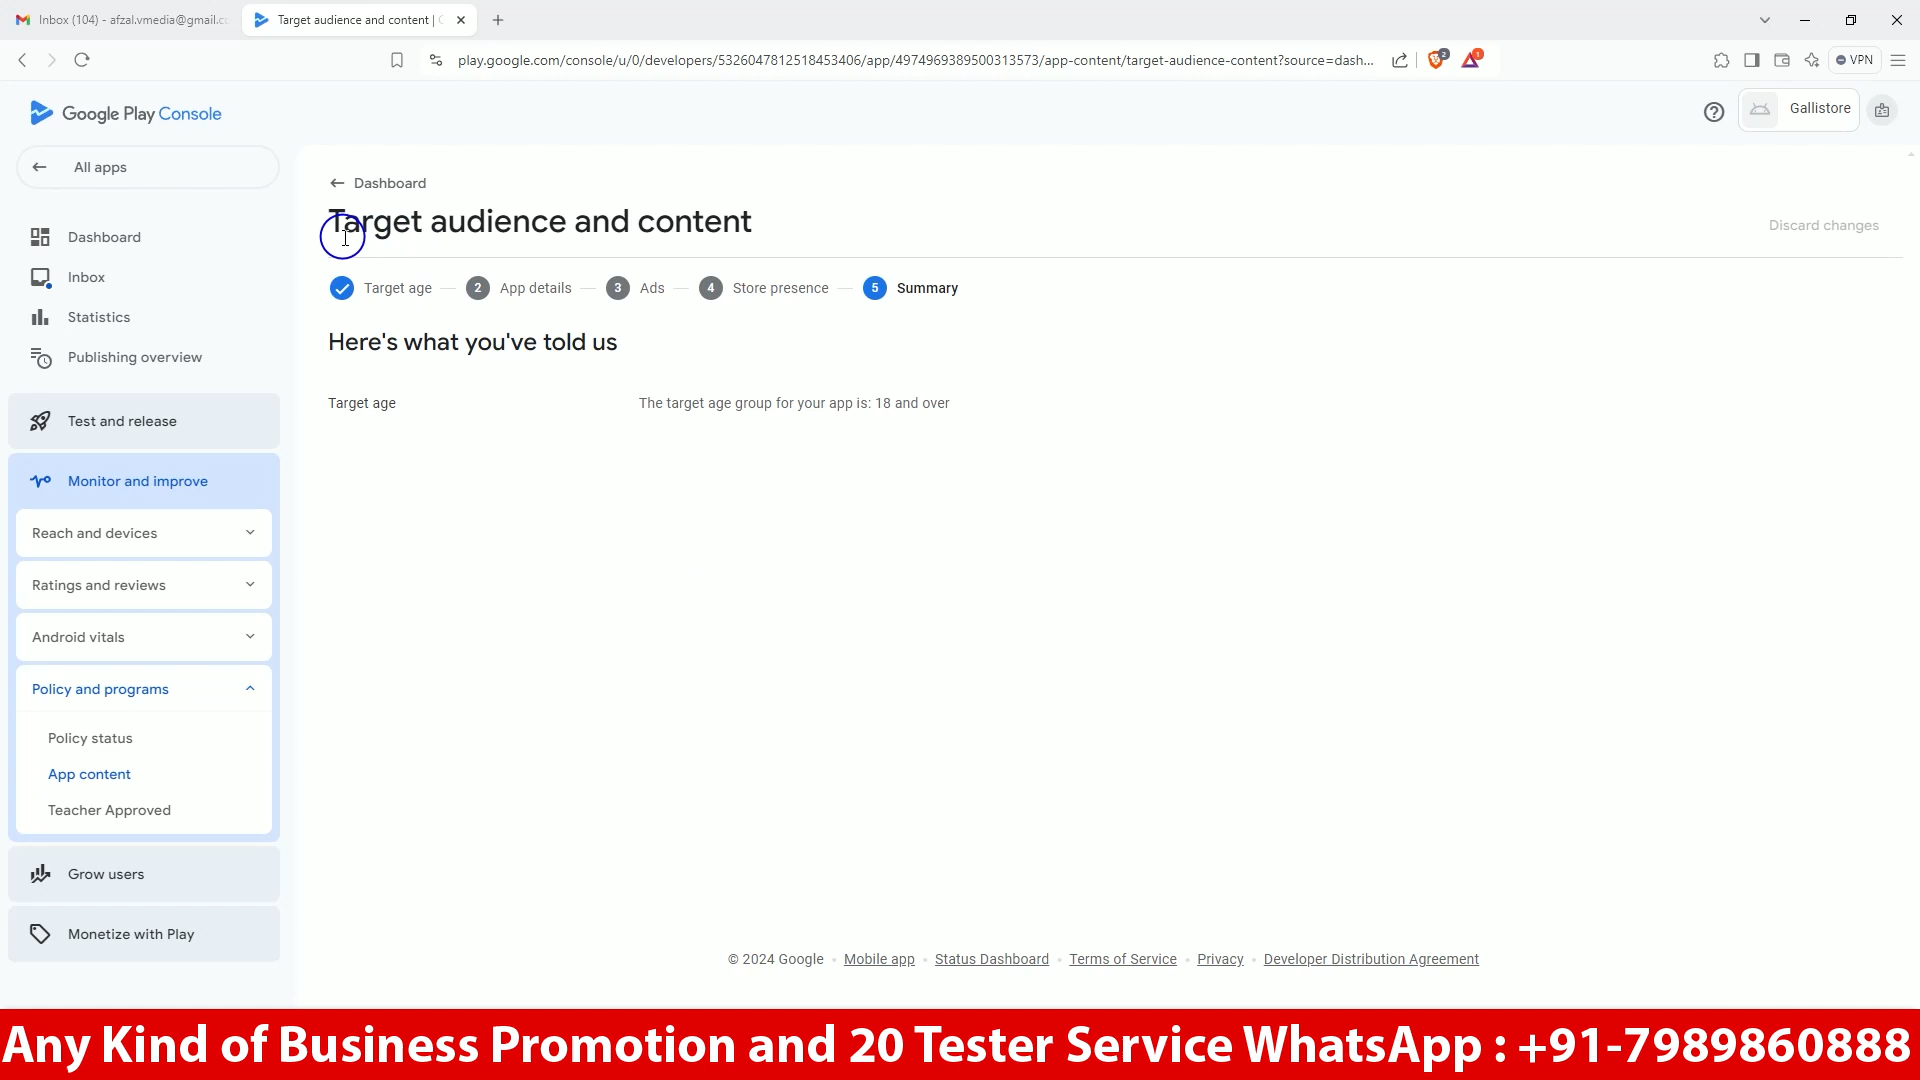 Inbox (104) - afzal.vmedia@gmail.cc
Target audience and content |
play.google.com/console/u/0/developers/5326047812518453406/app/4974969389500313573/app-content/target-audience-content?source=dash...
2
1
VPN
Google Play Console
Gallistore
All apps
Dashboard
Inbox
Statistics
Publishing overview
Test and release
Monitor and improve
Reach and devices
Ratings and reviews
Android vitals
Policy and programs
Policy status
App content
Teacher Approved
Grow users
Monetize with Play
Dashboard
Target audience and content
Discard changes
Target age
2 App details
3 Ads
4 Store presence
5 Summary
Here's what you've told us
Target age
The target age group for your app is: 18 and over
© 2024 Google
Mobile app
Status Dashboard
Terms of Service
Privacy
Developer Distribution Agreement
Any Kind of Business Promotion and 20 Tester Service WhatsApp : +91-7989860888